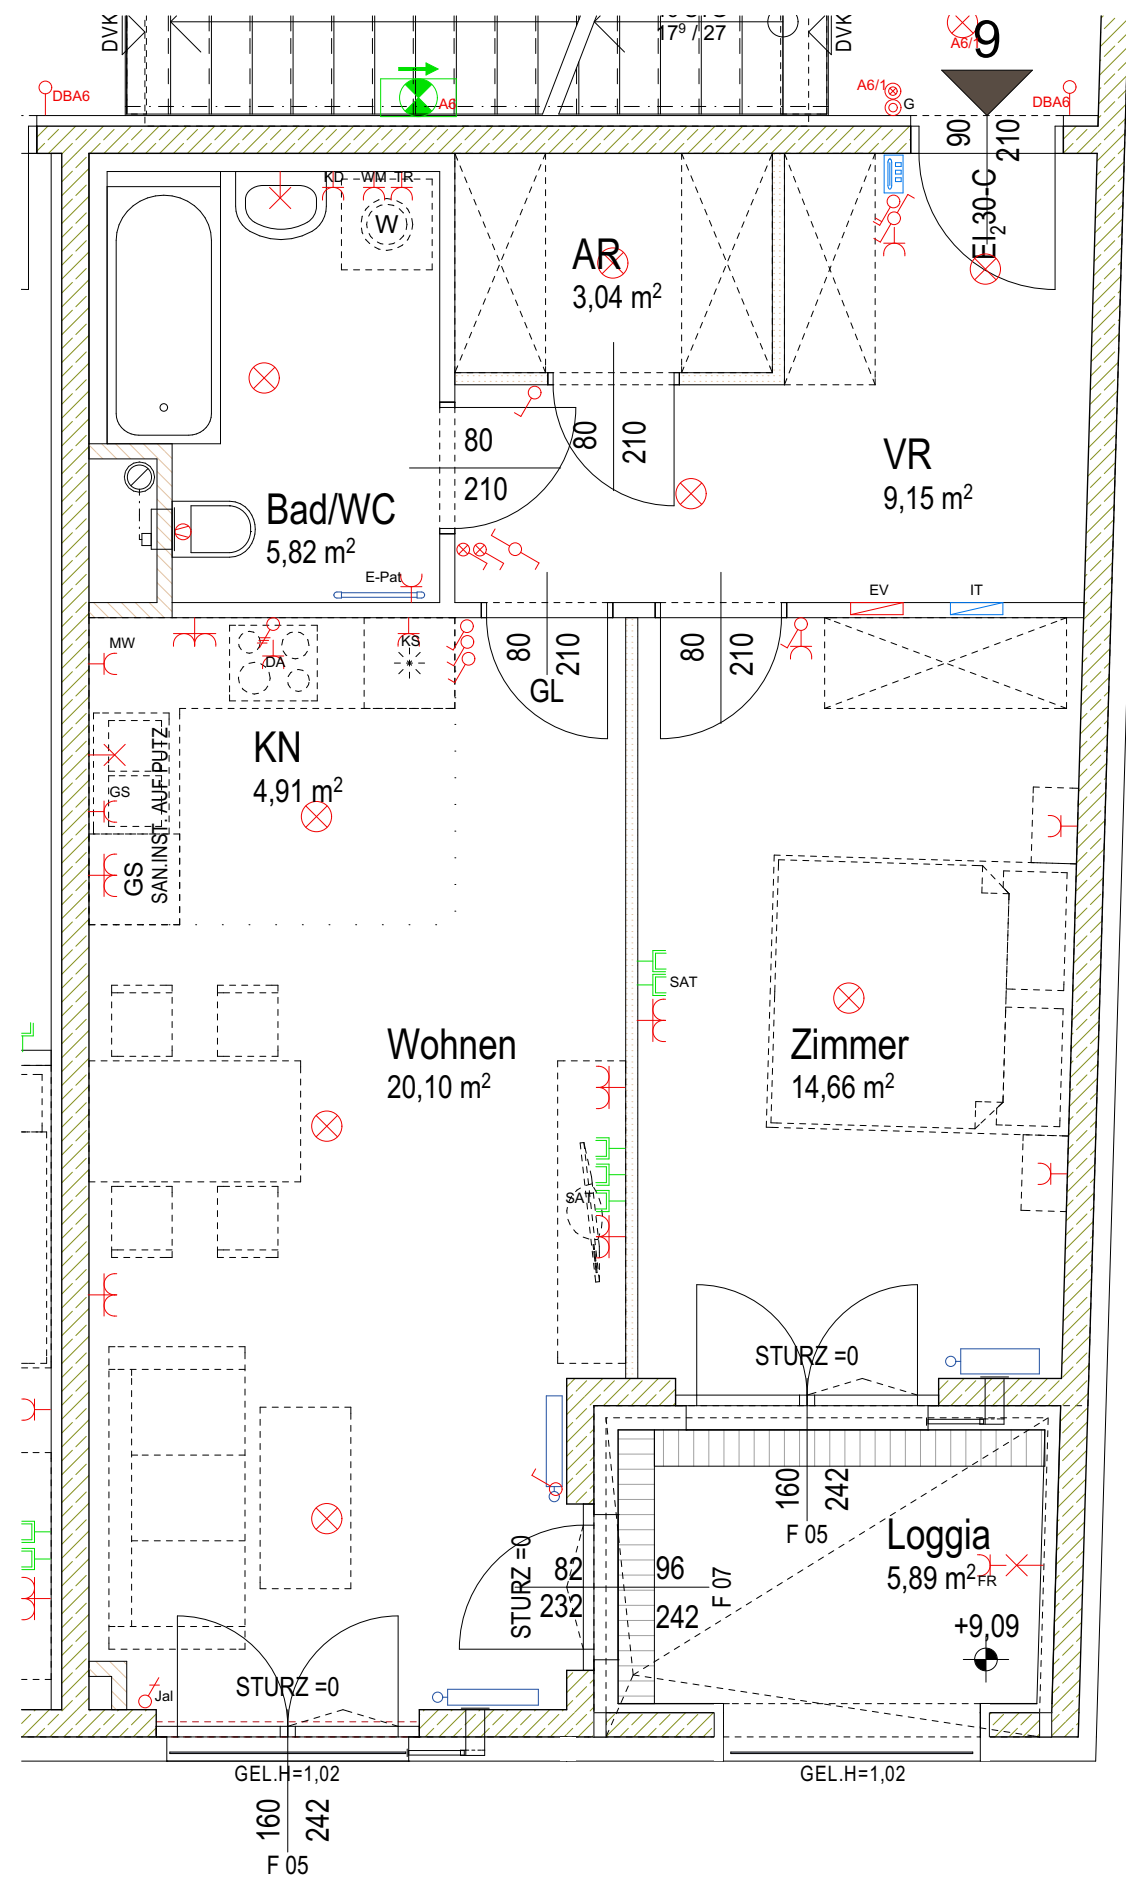 DVK
17⁹ / 27
DVK
A6/1
9
DBA6
A6
A6/1
G
DBA6
90
210
EI₂30-C
KD
WM
TR
W
AR
3,04 m²
80
210
80
210
VR
9,15 m²
Bad/WC
5,82 m²
E-Pat
EV
IT
MW
DA
KS
80
210
GL
80
210
KN
4,91 m²
GS
GS
SAN.INST. AUF PUTZ
SAT
Wohnen
20,10 m²
Zimmer
14,66 m²
SAT
STURZ =0
160
242
F 05
Loggia
5,89 m²
FR
+9,09
STURZ =0
82
232
96
242
F 07
Jal
STURZ =0
GEL.H=1,02
GEL.H=1,02
160
242
F 05